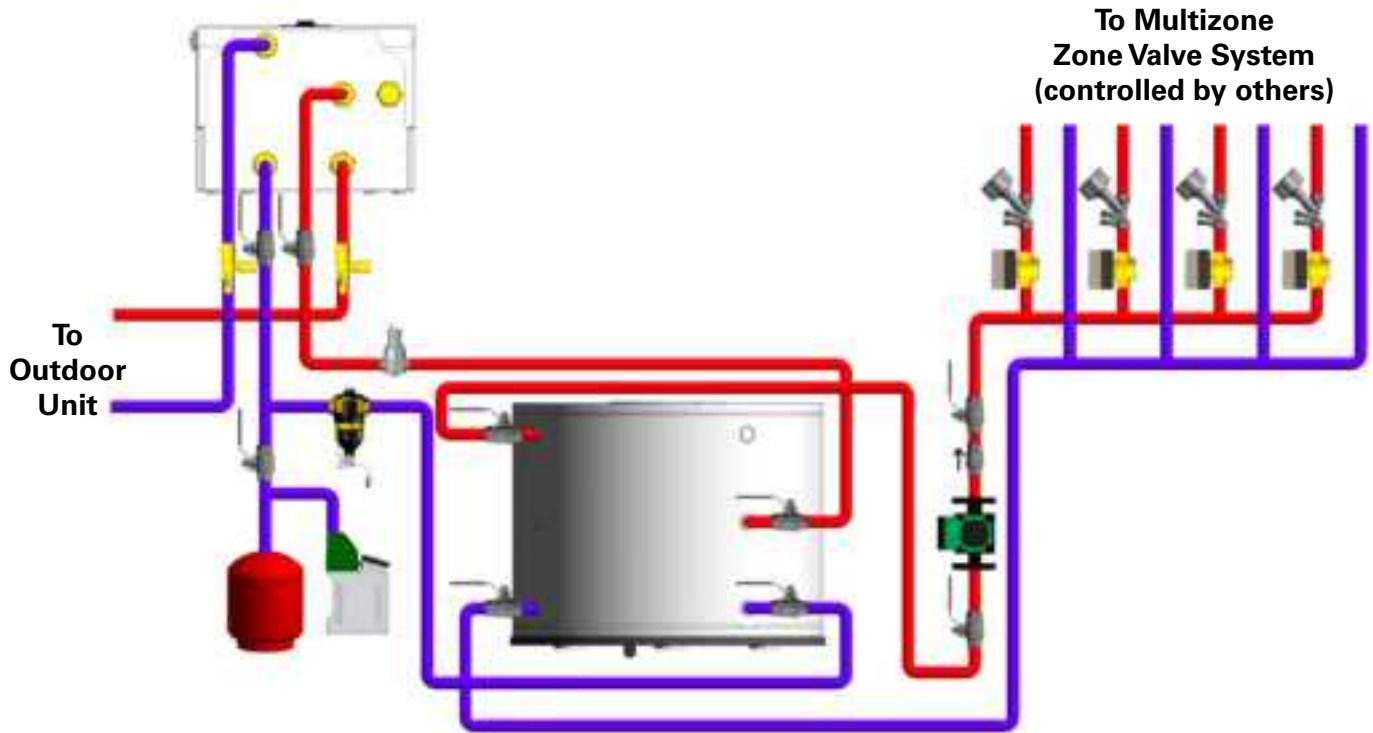 To Multizone
Zone Valve System
(controlled by others)
To
Outdoor
Unit